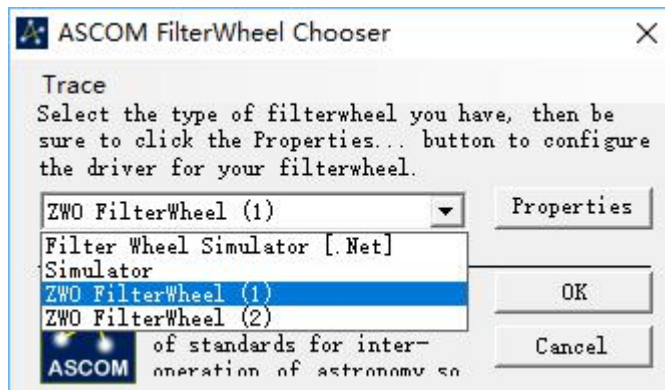 ASCOM FilterWheel Chooser
Trace
Select the type of filterwheel you have, then be
sure to click the Properties... button to configure
the driver for your filterwheel.
ZWO FilterWheel (1)
Properties
Filter Wheel Simulator [.Net]
Simulator
ZWO FilterWheel (1)
ZWO FilterWheel (2)
OK
of standards for inter-
Cancel
ASCOM
operation of astronomy so